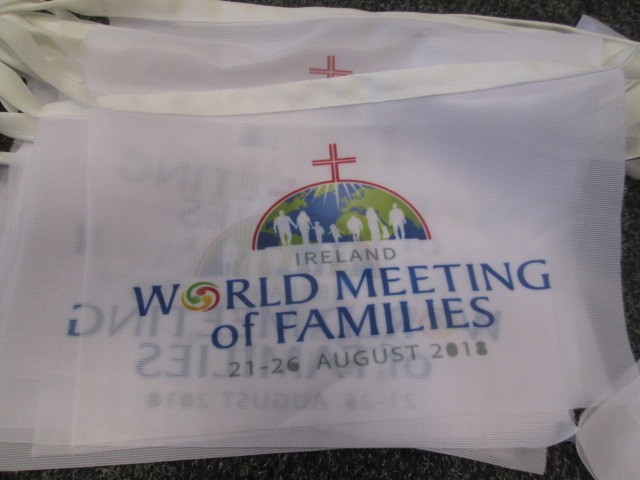 IRELAND
WORLD MEETING
of FAMILIES
21-26 AUGUST 2018